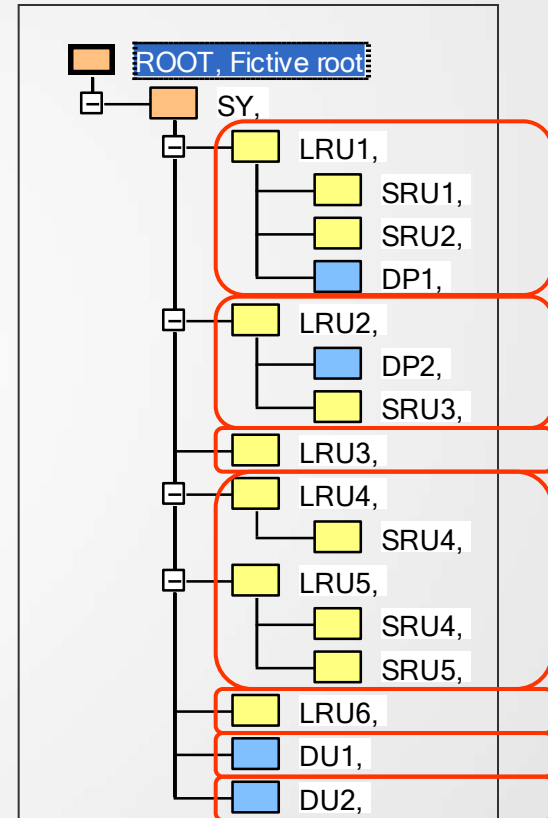 ROOT, Fictive root
SY,
LRU1,
SRU1,
SRU2,
DP1,
LRU2,
DP2,
SRU3,
LRU3,
LRU4,
SRU4,
LRU5,
SRU4,
SRU5,
LRU6,
DU1,
DU2,